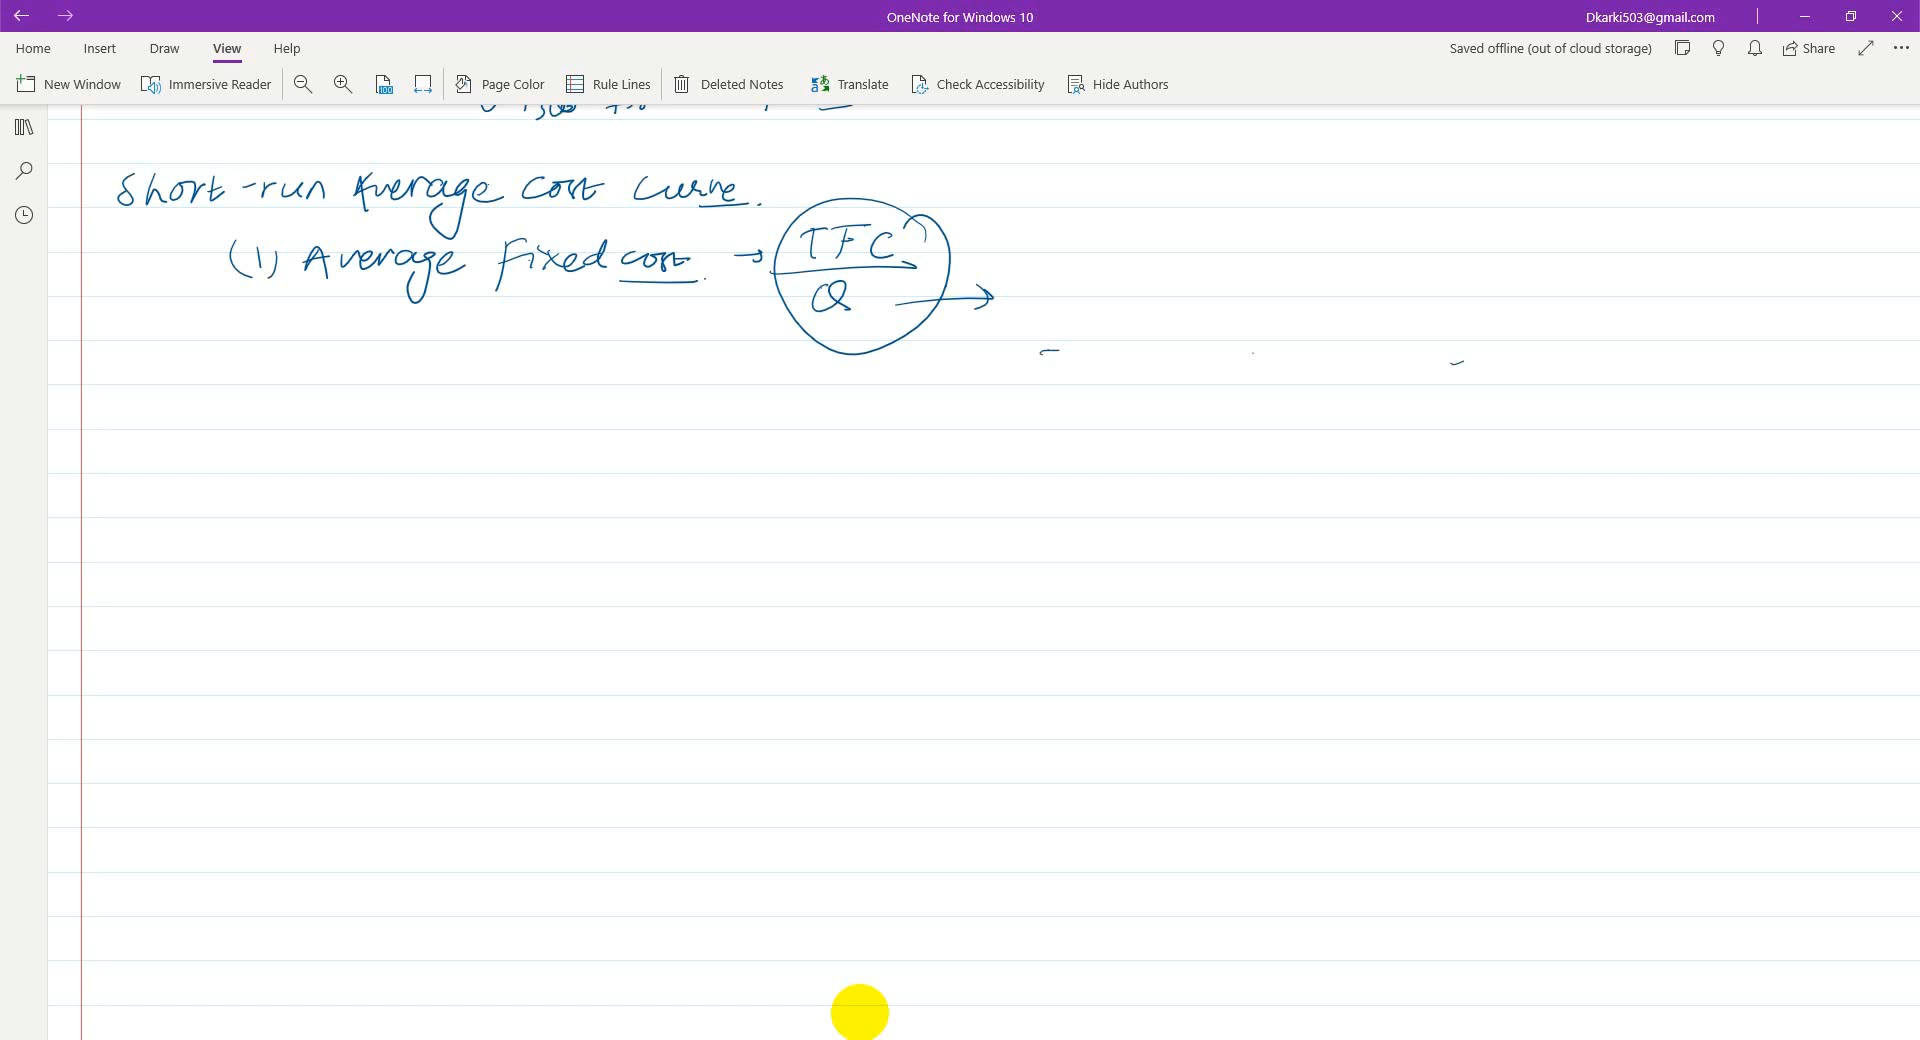 OneNote for Windows 10
Dkarki503@gmail.com
Home Insert Draw View Help
Saved offline (out of cloud storage)
Share
New Window Immersive Reader
100
Page Color Rule Lines Deleted Notes Translate Check Accessibility Hide Authors
Short-run Average cost curve.
(1) Average fixed cost. → TFC
Q →